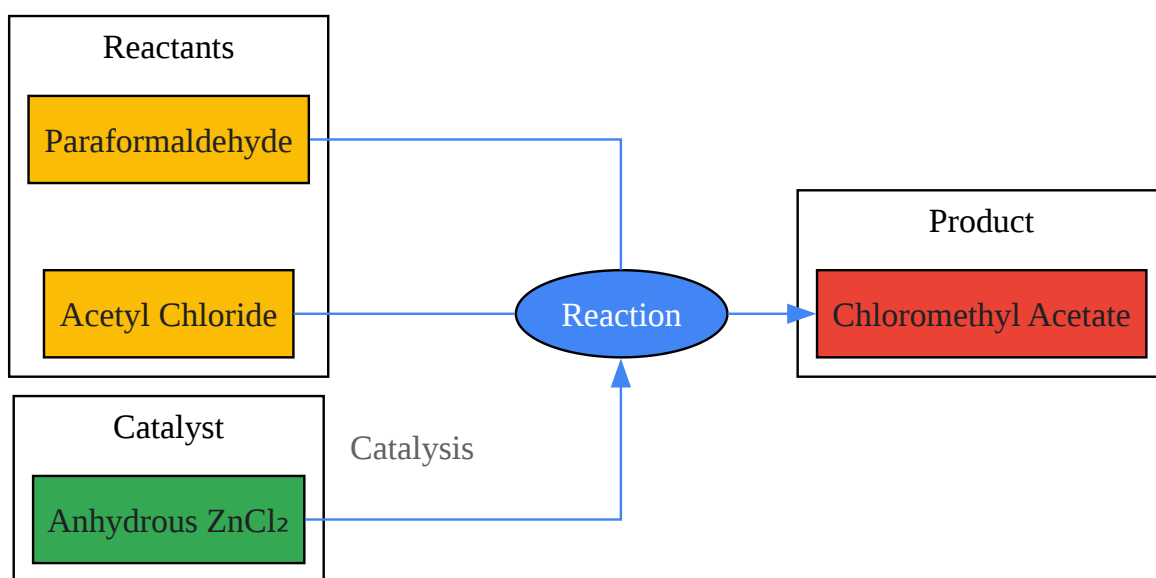 Reactants
Paraformaldehyde
Acetyl Chloride
Reaction
Product
Chloromethyl Acetate
Catalyst
Catalysis
Anhydrous ZnCl₂